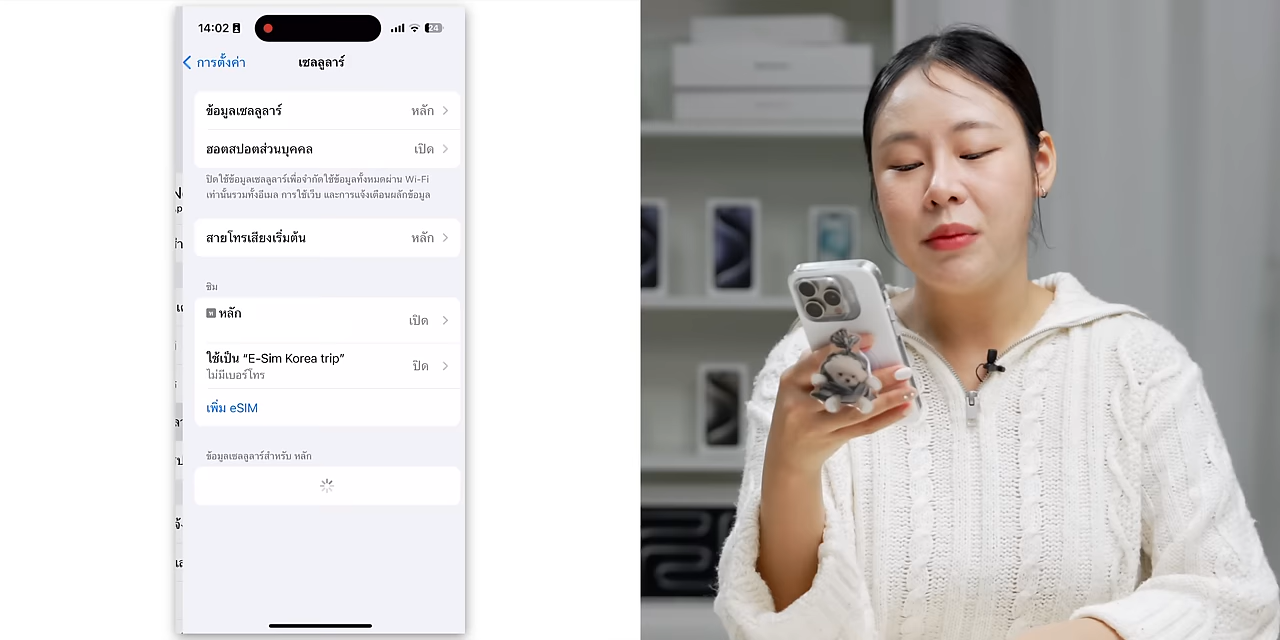 14:02
24
การตั้งค่า
เซลลูลาร์
ข้อมูลเซลลูลาร์
หลัก
ฮอตสปอตส่วนบุคคล
เปิด
ปิดใช้ข้อมูลเซลลูลาร์เพื่อจำกัดใช้ข้อมูลทั้งหมดผ่าน Wi-Fi
เท่านั้นรวมทั้งอีเมล การใช้เว็บ และการแจ้งเตือนผลักข้อมูล
สายโทรเสียงเริ่มต้น
หลัก
ซิม
ห หลัก
เปิด
ใช้เป็น “E-Sim Korea trip”
ไม่มีเบอร์โทร
ปิด
เพิ่ม eSIM
ข้อมูลเซลลูลาร์สำหรับ หลัก